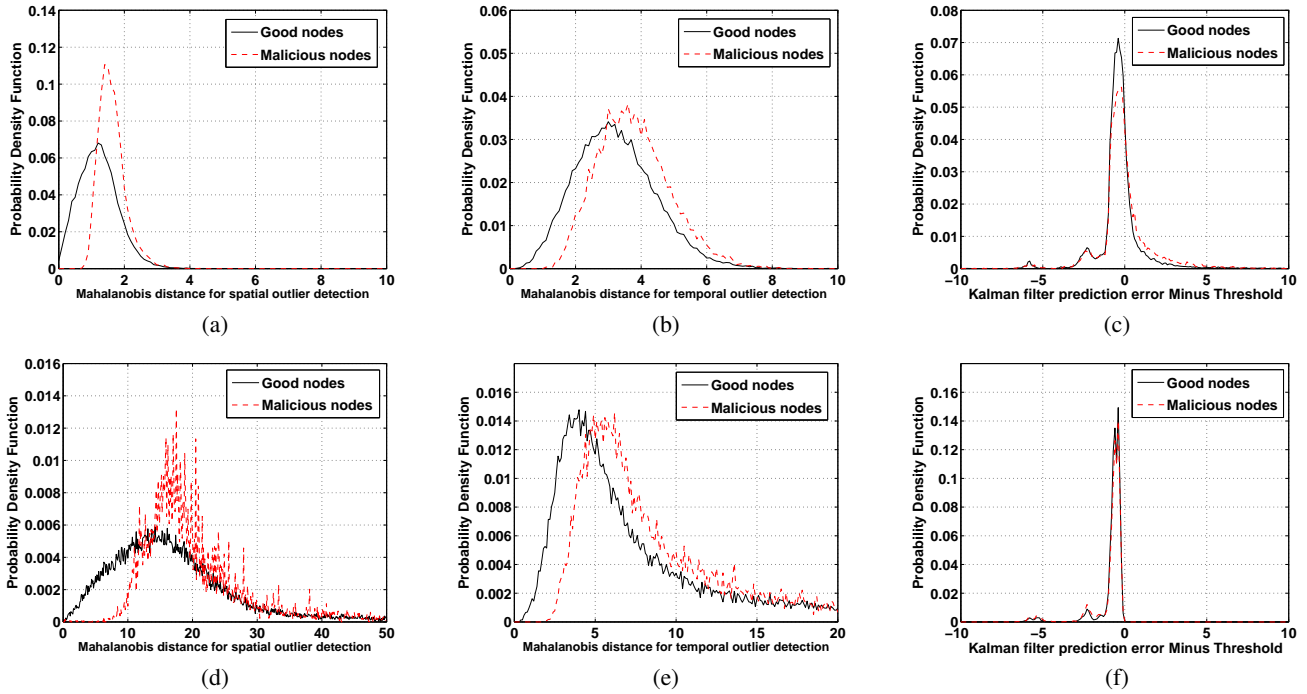 0.14
0.12
0.1
0.08
0.06
0.04
0.02
0
0 2 4 6 8 10
Probability Density Function
Mahalanobis distance for spatial outlier detection
Good nodes
Malicious nodes
(a)
0.06
0.05
0.04
0.03
0.02
0.01
0
0 2 4 6 8 10
Probability Density Function
Mahalanobis distance for temporal outlier detection
Good nodes
Malicious nodes
(b)
0.08
0.07
0.06
0.05
0.04
0.03
0.02
0.01
0
−10 −5 0 5 10
Probability Density Function
Kalman filter prediction error Minus Threshold
Good nodes
Malicious nodes
(c)
0.016
0.014
0.012
0.01
0.008
0.006
0.004
0.002
0
0 10 20 30 40 50
Probability Density Function
Mahalanobis distance for spatial outlier detection
Good nodes
Malicious nodes
(d)
0.016
0.014
0.012
0.01
0.008
0.006
0.004
0.002
0
0 5 10 15 20
Probability Density Function
Mahalanobis distance for temporal outlier detection
Good nodes
Malicious nodes
(e)
0.16
0.14
0.12
0.1
0.08
0.06
0.04
0.02
0
−10 −5 0 5 10
Probability Density Function
Kalman filter prediction error Minus Threshold
Good nodes
Malicious nodes
(f)